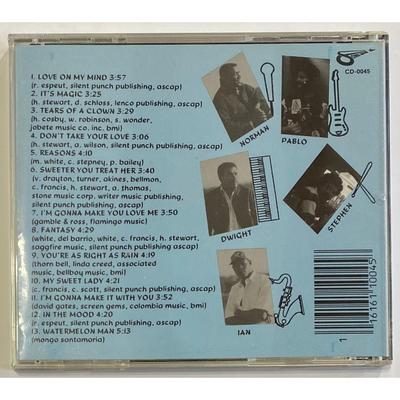 1. LOVE ON MY MIND 3:57
(r. espeut, silent punch publishing, ascap)
2. IT'S MAGIC 3:25
(h. stewart, d. schloss, lenco publishing, ascap)
3. TEARS OF A CLOWN 3:29
(h. cosby, w. robinson, s. wonder,
jobete music co. inc, bmi)
4. DON'T TAKE YOUR LOVE 3:06
(h. stewart, a. wilson, silent punch publishing, ascap)
5. REASONS 4:10
(m. white, c. stepney, p. bailey)
6. SWEETER YOU TREAT HER 3:40
(v. drayton, turner, akines, bellmon,
c. francis, h. stewart, a. thomas,
stone music corp, writer music publishing,
silent punch publishing, ascap)
7. I'M GONNA MAKE YOU LOVE ME 3:50
(gamble & ross, flamingo music)
8. FANTASY 4:29
(white, del barrio, white, c. francis, h. stewart,
saggfire music, silent punch publishing ascap)
9. YOU'RE AS RIGHT AS RAIN 4:19
(thorn bell, linda creed, associated
music, bellboy music, bmi)
10. MY SWEET LADY 4:21
(c. francis, c. scott, silent punch publishing, ascap)
11. I'M GONNA MAKE IT WITH YOU 3:52
(david gates, screen gems, colombia music, bmi)
12. IN THE MOOD 4:20
(r. espeut, silent punch publishing, ascap)
13. WATERMELON MAN 5:13
(mongo santamoria)
CD-0045
NORMAN
PABLO
DWIGHT
STEPHEN
IAN
1 16161 10045